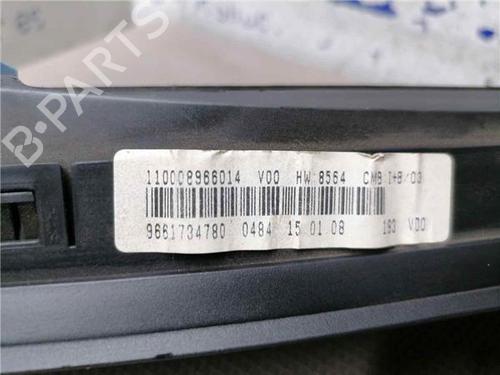 B-PARTS
110008966014 VDO HW:8564 CMB I+B/03
9661734780 0484 15.01.08 193 VDO